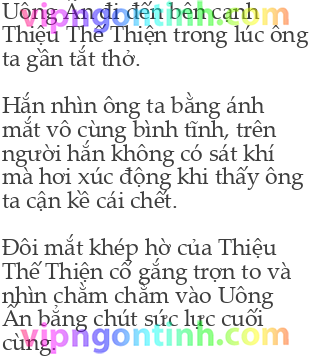 Uông Ấn đi đến bên cạnh
Thiệu Thế Thiện trong lúc ông
ta gần tắt thở.
Hắn nhìn ông ta bằng ánh
mắt vô cùng bình tĩnh, trên
người hắn không có sát khí
mà hơi xúc động khi thấy ông
ta cận kề cái chết.
Đôi mắt khép hờ của Thiệu
Thế Thiện cố gắng trợn to và
nhìn chằm chằm vào Uông
Ấn bằng chút sức lực cuối
cùng.
vipngontinh.com
vipngontinh.com